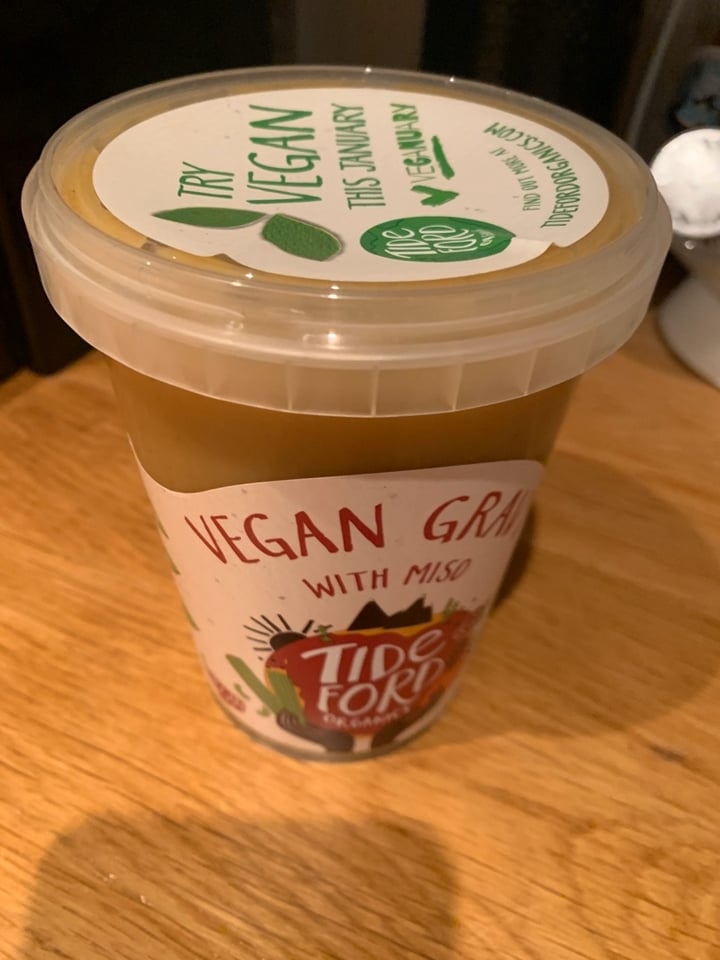 TRY
VEGAN
THIS JANUARY
VEGANUARY
FIND OUT MORE AT
TIDEFORDORGANICS.COM
TIDE
FORD
VEGAN GRA
WITH MISO
TIDE
FORD
ORGANICS